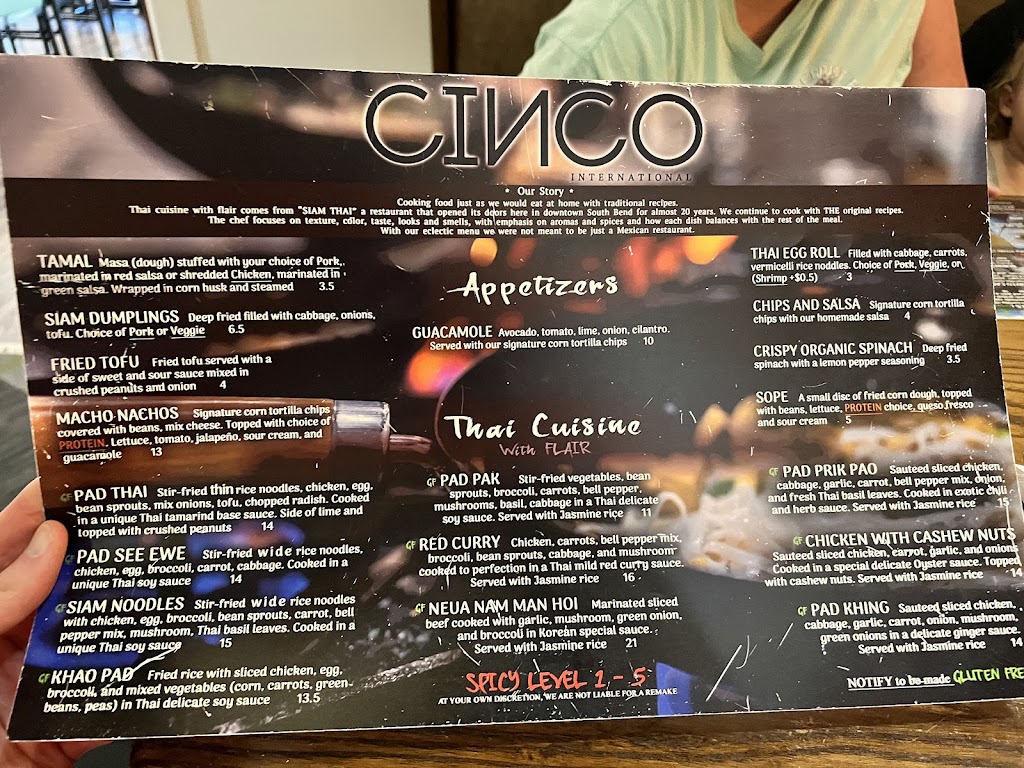 CINCO
INTERNATIONAL
* Our Story *
Cooking food just as we would eat at home with traditional recipes.
Thai cuisine with flair comes from "SIAM THAI" a restaurant that opened its doors here in downtown South Bend for almost 20 years. We continue to cook with THE original recipes.
The chef focuses on texture, color, taste, looks and smells, with emphasis on aromas and spices and how each dish balances with the rest of the meal.
With our eclectic menu we were not meant to be just a Mexican restaurant.
Appetizers
TAMAL Masa (dough) stuffed with your choice of Pork,
marinated in red salsa or shredded Chicken, marinated in
green salsa. Wrapped in corn husk and steamed 3.5
SIAM DUMPLINGS Deep fried filled with cabbage, onions,
tofu. Choice of Pork or Veggie 6.5
FRIED TOFU Fried tofu served with a
side of sweet and sour sauce mixed in
crushed peanuts and onion 4
MACHO NACHOS Signature corn tortilla chips
covered with beans, mix cheese. Topped with choice of
PROTEIN, Lettuce, tomato, jalapeño, sour cream, and
guacamole 13
GUACAMOLE Avocado, tomato, lime, onion, cilantro.
Served with our signature corn tortilla chips 10
THAI EGG ROLL Filled with cabbage, carrots,
vermicelli rice noodles. Choice of Pork, Veggie, or,
(Shrimp +$0.5) 3
CHIPS AND SALSA Signature corn tortilla
chips with our homemade salsa 4
CRISPY ORGANIC SPINACH Deep fried
spinach with a lemon pepper seasoning 3.5
SOPE A small disc of fried corn dough, topped
with beans, lettuce, PROTEIN choice, queso fresco
and sour cream 5
Thai Cuisine
With FLAIR
GF PAD THAI Stir-fried thin rice noodles, chicken, egg,
bean sprouts, mix onions, tofu, chopped radish. Cooked
in a unique Thai tamarind base sauce. Side of lime and
topped with crushed peanuts 14
GF PAD SEE EWE Stir-fried wide rice noodles,
chicken, egg, broccoli, carrot, cabbage. Cooked in a
unique Thai soy sauce 14
GF SIAM NOODLES Stir-fried wide rice noodles
with chicken, egg, broccoli, bean sprouts, carrot, bell
pepper mix, mushroom, Thai basil leaves. Cooked in a
unique Thai soy sauce 15
GF KHAO PAD Fried rice with sliced chicken, egg,
broccoli, and mixed vegetables (corn, carrots, green
beans, peas) in Thai delicate soy sauce 13.5
GF PAD PAK Stir-fried vegetables, bean
sprouts, broccoli, carrots, bell pepper,
mushrooms, basil, cabbage in a Thai delicate
soy sauce. Served with Jasmine rice 11
GF RED CURRY Chicken, carrots, bell pepper mix,
broccoli, bean sprouts, cabbage, and mushroom
cooked to perfection in a Thai mild red curry sauce.
Served with Jasmine rice 16
GF NEUA NAM MAN HOI Marinated sliced
beef cooked with garlic, mushroom, green onion,
and broccoli in Korean special sauce.
Served with Jasmine rice 21
GF PAD PRIK PAO Sauteed sliced chicken,
cabbage, garlic, carrot, bell pepper mix, onion,
and fresh Thai basil leaves. Cooked in exotic chili
and herb sauce. Served with Jasmine rice 15
GF CHICKEN WITH CASHEW NUTS
Sauteed sliced chicken, carrot, garlic, and onions
Cooked in a special delicate Oyster sauce. Topped
with cashew nuts. Served with Jasmine rice 14
GF PAD KHING Sauteed sliced chicken,
cabbage, garlic, carrot, onion, mushroom,
green onions in a delicate ginger sauce.
Served with Jasmine rice 14
SPICY LEVEL 1 - 5
AT YOUR OWN DISCRETION, WE ARE NOT LIABLE FOR A REMAKE
NOTIFY to be made GLUTEN FRE